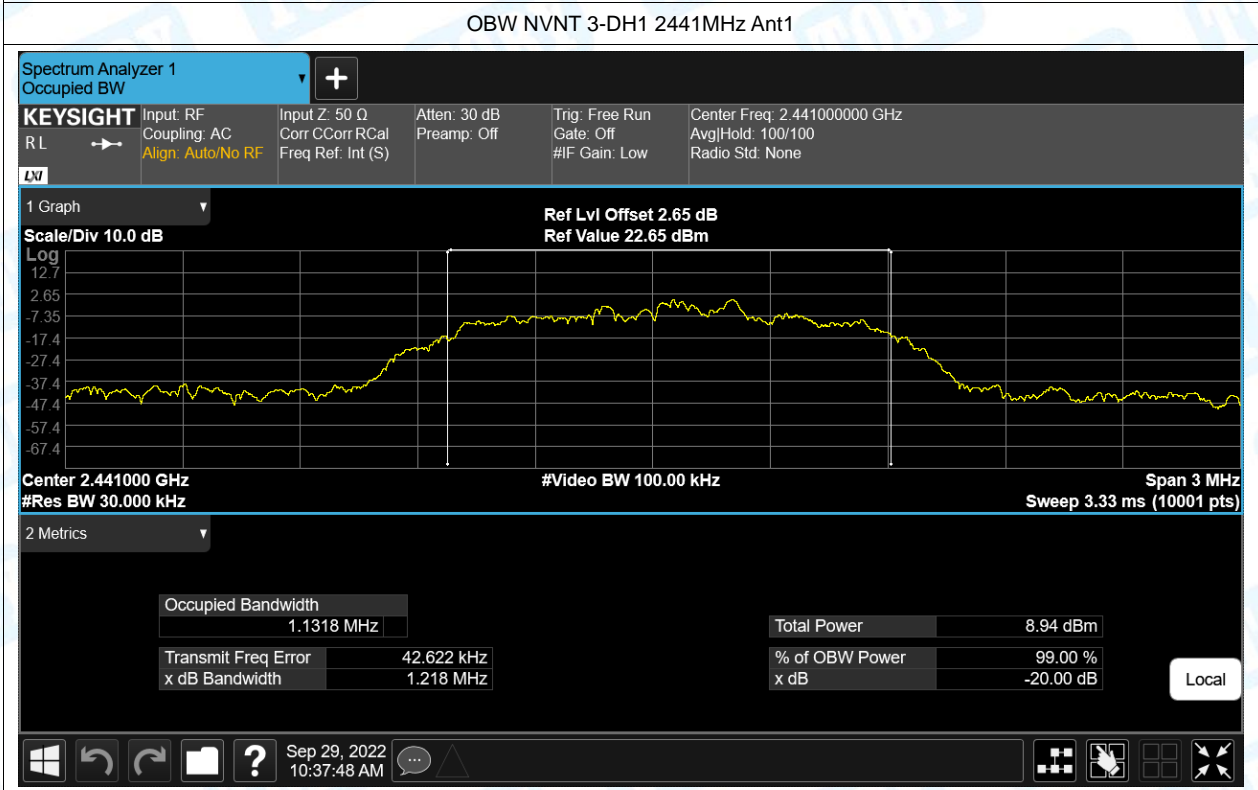 OBW NVNT 3-DH1 2441MHz Ant1
Spectrum Analyzer 1
Occupied BW
KEYSIGHT
RL
LXI
Input: RF
Coupling: AC
Align: Auto/No RF
Input Z: 50 Ω
Corr CCorr RCal
Freq Ref: Int (S)
Atten: 30 dB
Preamp: Off
Trig: Free Run
Gate: Off
#IF Gain: Low
Center Freq: 2.441000000 GHz
Avg|Hold: 100/100
Radio Std: None
1 Graph
Scale/Div 10.0 dB
Ref Lvl Offset 2.65 dB
Ref Value 22.65 dBm
Log
12.7
2.65
-7.35
-17.4
-27.4
-37.4
-47.4
-57.4
-67.4
Center 2.441000 GHz
#Res BW 30.000 kHz
#Video BW 100.00 kHz
Span 3 MHz
Sweep 3.33 ms (10001 pts)
2 Metrics
Occupied Bandwidth
1.1318 MHz
Transmit Freq Error 42.622 kHz
x dB Bandwidth 1.218 MHz
Total Power 8.94 dBm
% of OBW Power 99.00 %
x dB -20.00 dB
Local
?
Sep 29, 2022
10:37:48 AM